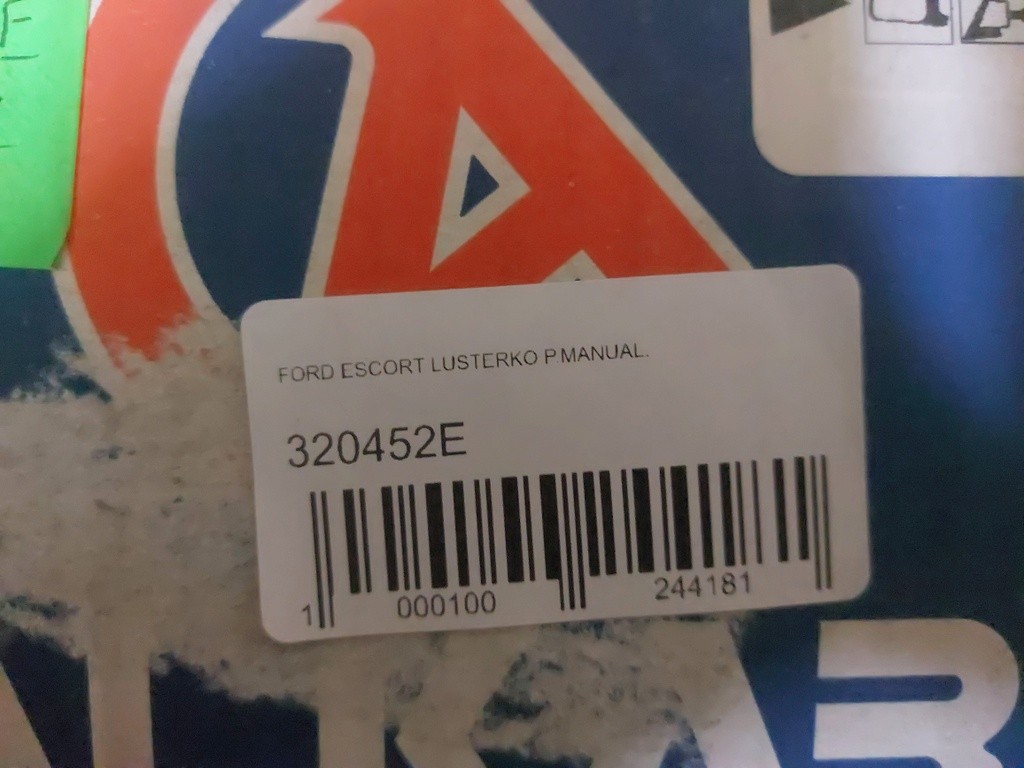 FORD ESCORT LUSTERKO P.MANUAL.
320452E
1 000100 244181